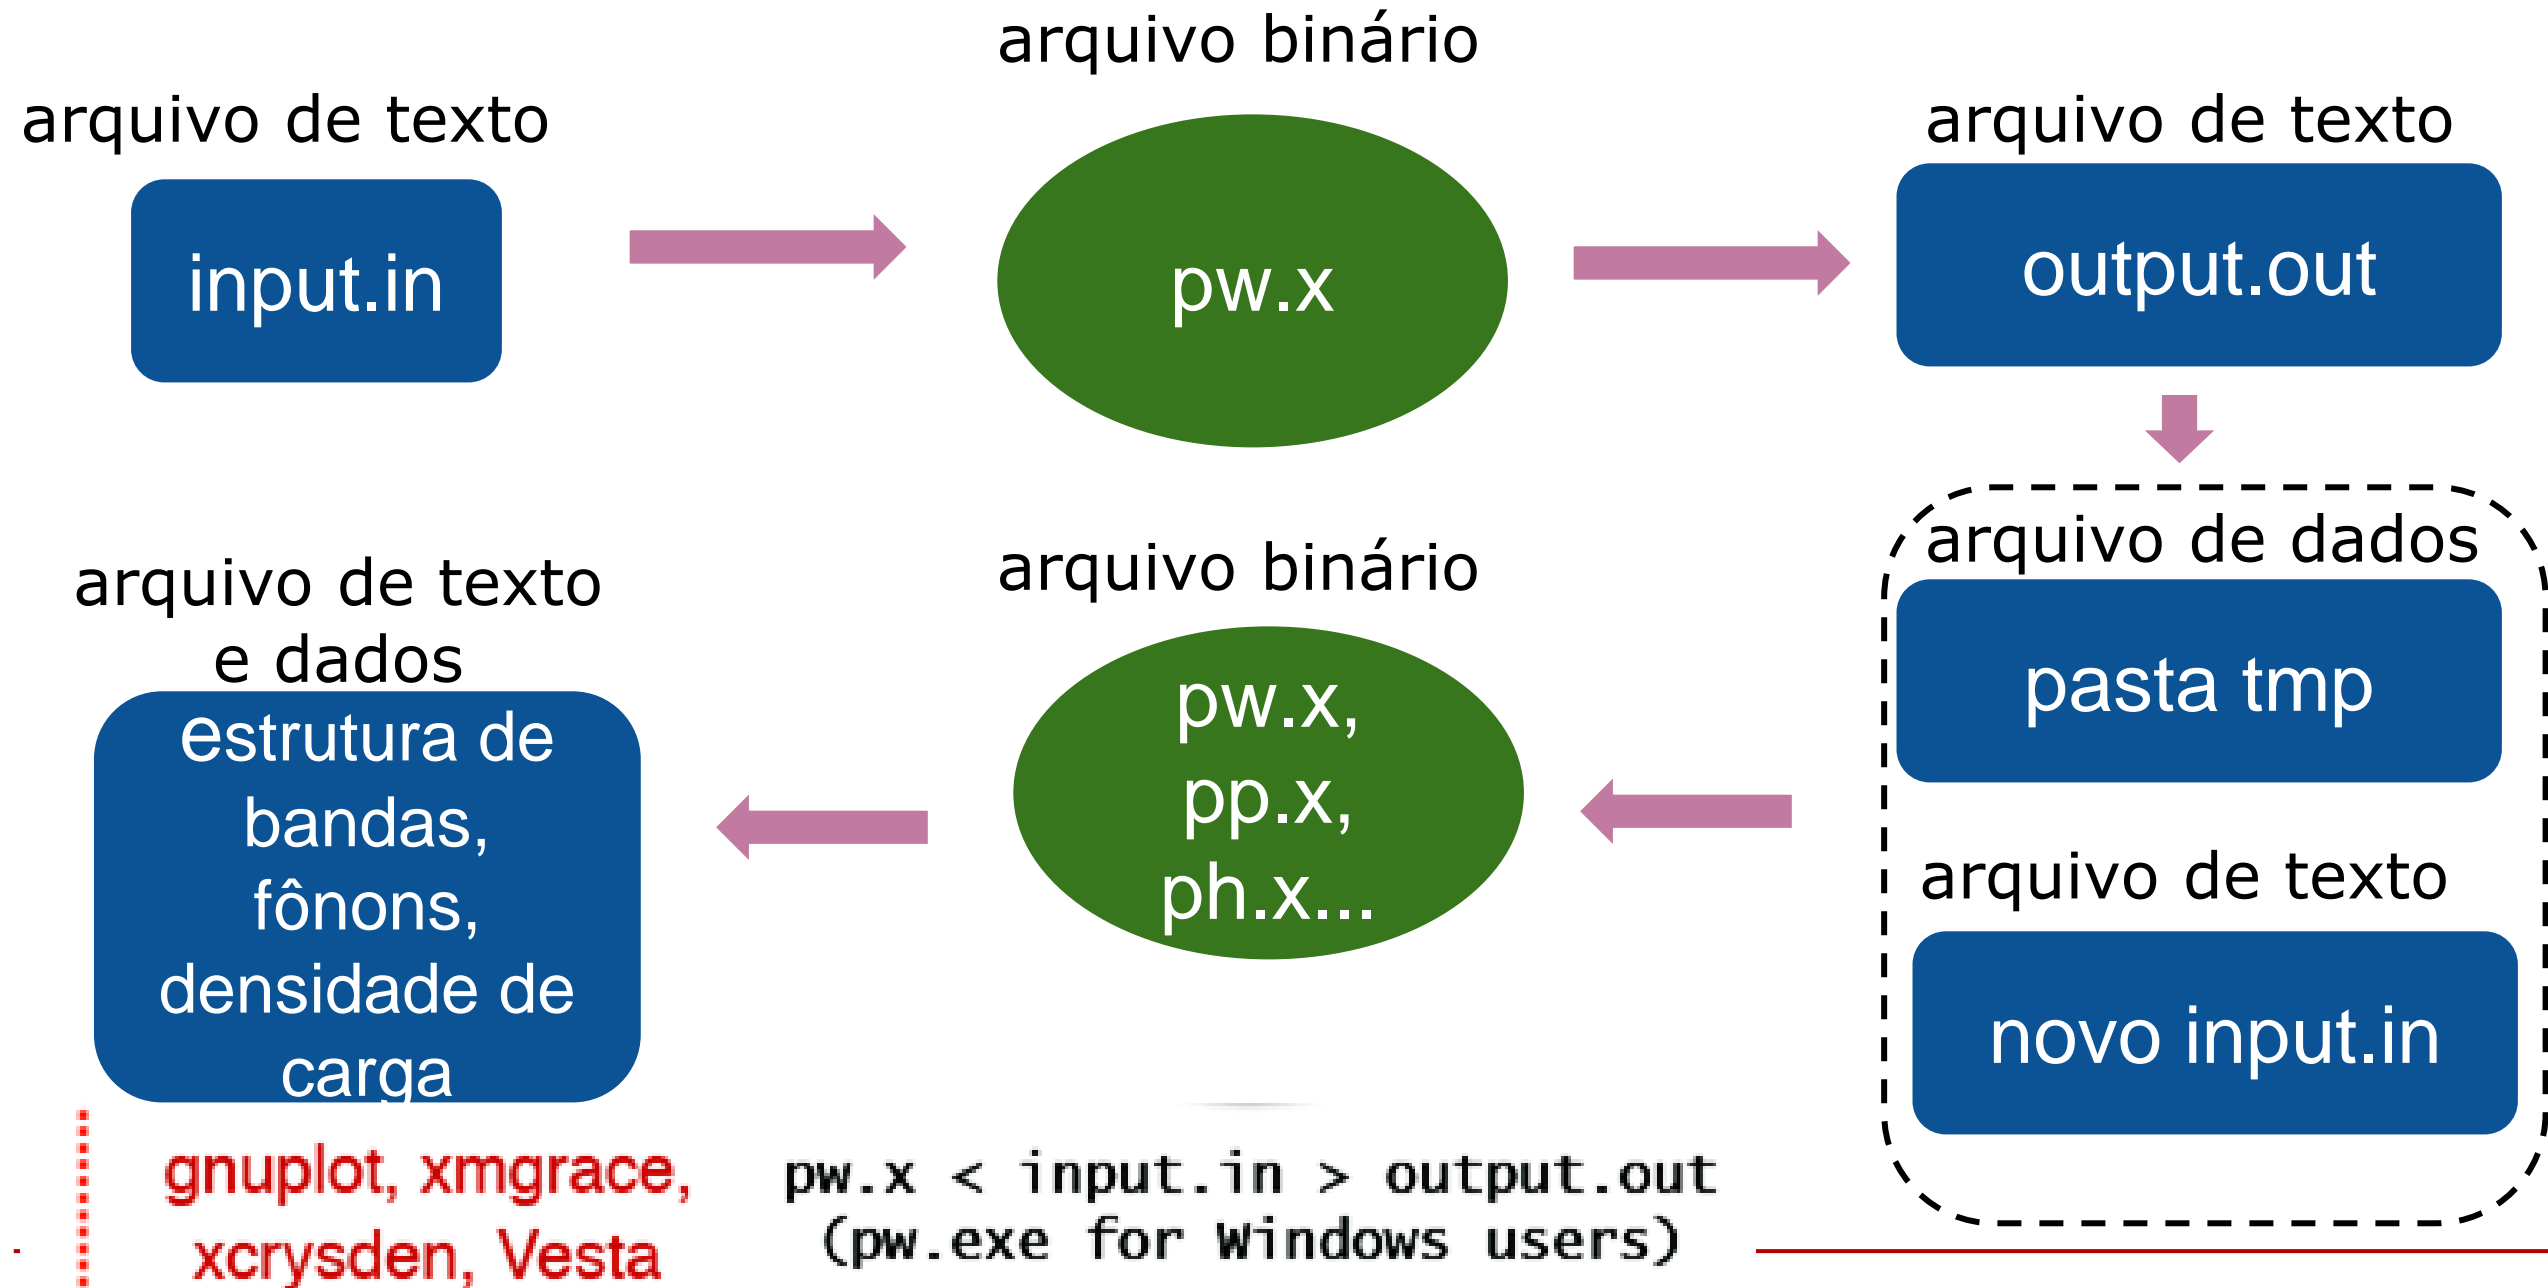 arquivo binário
arquivo de texto
arquivo de texto
input.in
pw.x
output.out
arquivo de dados
pasta tmp
arquivo de texto
novo input.in
arquivo binário
pw.x,
pp.x,
ph.x...
arquivo de texto
e dados
estrutura de
bandas,
fônons,
densidade de
carga
gnuplot, xmgrace,
xcrysden, Vesta
pw.x < input.in > output.out
(pw.exe for Windows users)